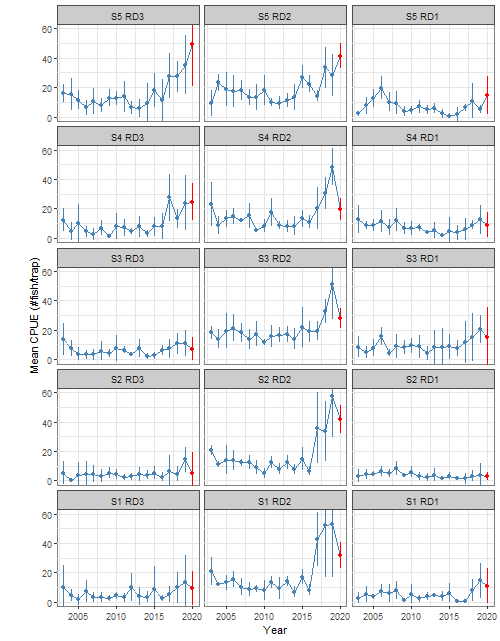 S5 RD3 S5 RD2 S5 RD1
60
40
20
0
S4 RD3 S4 RD2 S4 RD1
60
40
20
0
S3 RD3 S3 RD2 S3 RD1
60
40
20
0
S2 RD3 S2 RD2 S2 RD1
60
40
20
0
S1 RD3 S1 RD2 S1 RD1
60
40
20
0
2005 2010 2015 2020 2005 2010 2015 2020 2005 2010 2015 2020
Year
Mean CPUE (#fish/trap)